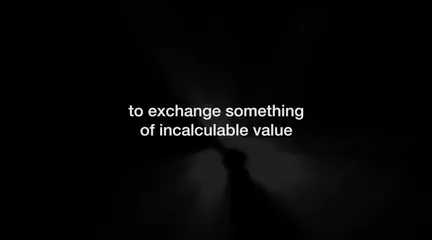 to exchange something
of incalculable value